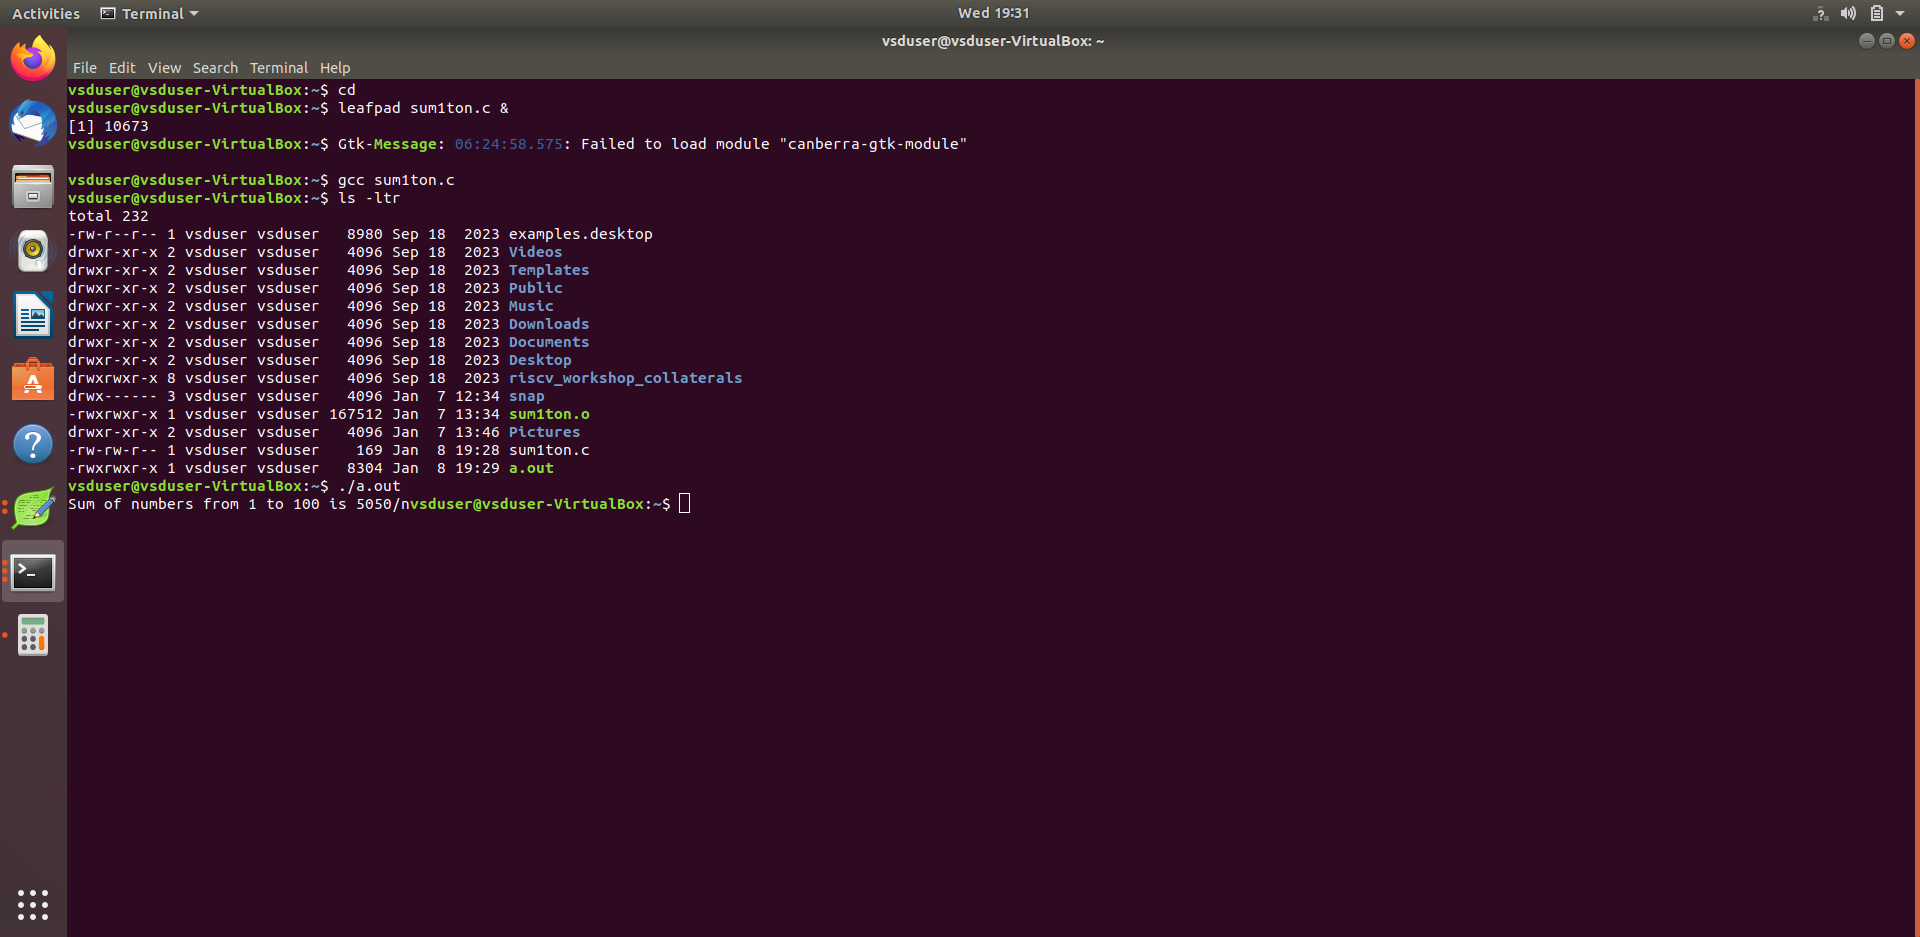 Activities Terminal Wed 19:31
vsduser@vsduser-VirtualBox: ~
File Edit View Search Terminal Help
vsduser@vsduser-VirtualBox:~$ cd
vsduser@vsduser-VirtualBox:~$ leafpad sum1ton.c &
[1] 10673
vsduser@vsduser-VirtualBox:~$ Gtk-Message: 06:24:58.575: Failed to load module "canberra-gtk-module"
vsduser@vsduser-VirtualBox:~$ gcc sum1ton.c
vsduser@vsduser-VirtualBox:~$ ls -ltr
total 232
-rw-r--r-- 1 vsduser vsduser   8980 Sep 18  2023 examples.desktop
drwxr-xr-x 2 vsduser vsduser   4096 Sep 18  2023 Videos
drwxr-xr-x 2 vsduser vsduser   4096 Sep 18  2023 Templates
drwxr-xr-x 2 vsduser vsduser   4096 Sep 18  2023 Public
drwxr-xr-x 2 vsduser vsduser   4096 Sep 18  2023 Music
drwxr-xr-x 2 vsduser vsduser   4096 Sep 18  2023 Downloads
drwxr-xr-x 2 vsduser vsduser   4096 Sep 18  2023 Documents
drwxr-xr-x 2 vsduser vsduser   4096 Sep 18  2023 Desktop
drwxrwxr-x 8 vsduser vsduser   4096 Sep 18  2023 riscv_workshop_collaterals
drwx------ 3 vsduser vsduser   4096 Jan  7 12:34 snap
-rwxrwxr-x 1 vsduser vsduser 167512 Jan  7 13:34 sum1ton.o
drwxr-xr-x 2 vsduser vsduser   4096 Jan  7 13:46 Pictures
-rw-rw-r-- 1 vsduser vsduser    169 Jan  8 19:28 sum1ton.c
-rwxrwxr-x 1 vsduser vsduser   8304 Jan  8 19:29 a.out
vsduser@vsduser-VirtualBox:~$ ./a.out
Sum of numbers from 1 to 100 is 5050/nvsduser@vsduser-VirtualBox:~$